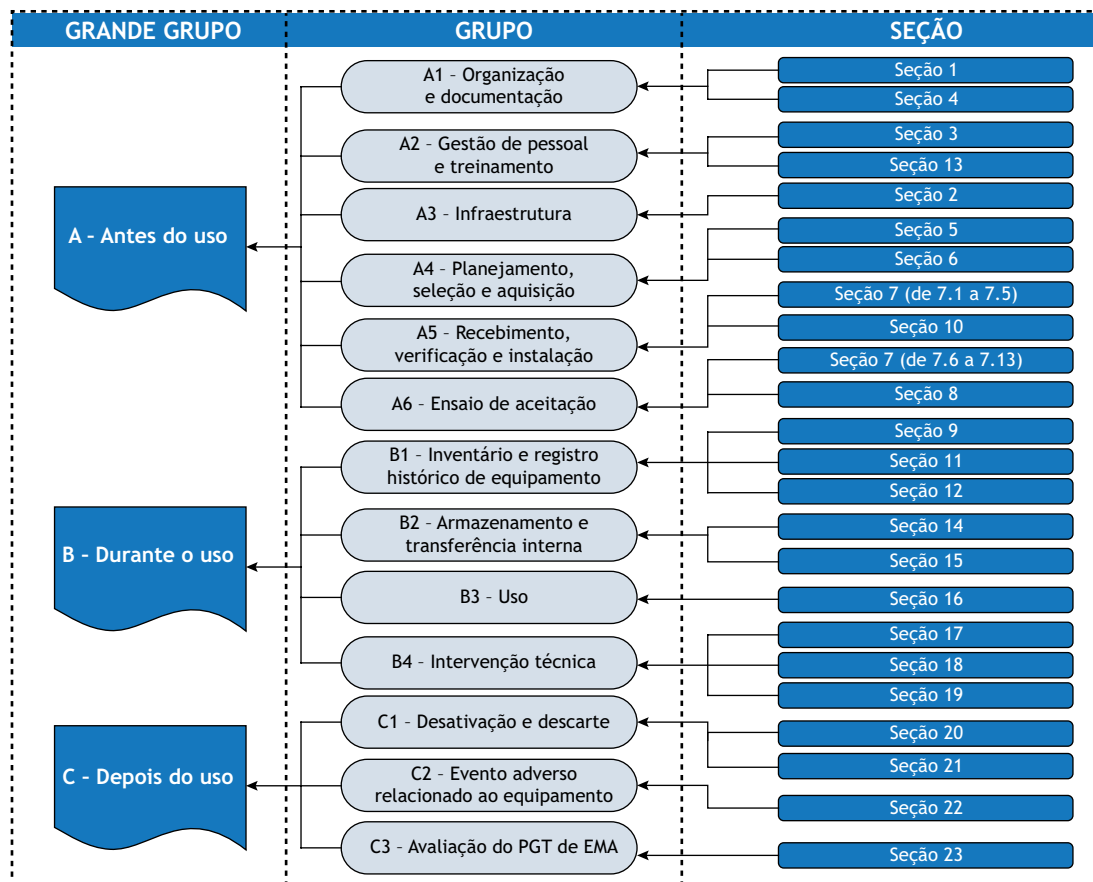 GRANDE GRUPO
GRUPO
SEÇÃO
A - Antes do uso
A1 - Organização
e documentação
Seção 1
Seção 4
A2 - Gestão de pessoal
e treinamento
Seção 3
Seção 13
A3 - Infraestrutura
Seção 2
A4 - Planejamento,
seleção e aquisição
Seção 5
Seção 6
A5 - Recebimento,
verificação e instalação
Seção 7 (de 7.1 a 7.5)
Seção 10
A6 - Ensaio de aceitação
Seção 7 (de 7.6 a 7.13)
Seção 8
B - Durante o uso
B1 - Inventário e registro
histórico de equipamento
Seção 9
Seção 11
Seção 12
B2 - Armazenamento e
transferência interna
Seção 14
Seção 15
B3 - Uso
Seção 16
B4 - Intervenção técnica
Seção 17
Seção 18
Seção 19
C - Depois do uso
C1 - Desativação e descarte
Seção 20
Seção 21
C2 - Evento adverso
relacionado ao equipamento
Seção 22
C3 - Avaliação do PGT de EMA
Seção 23